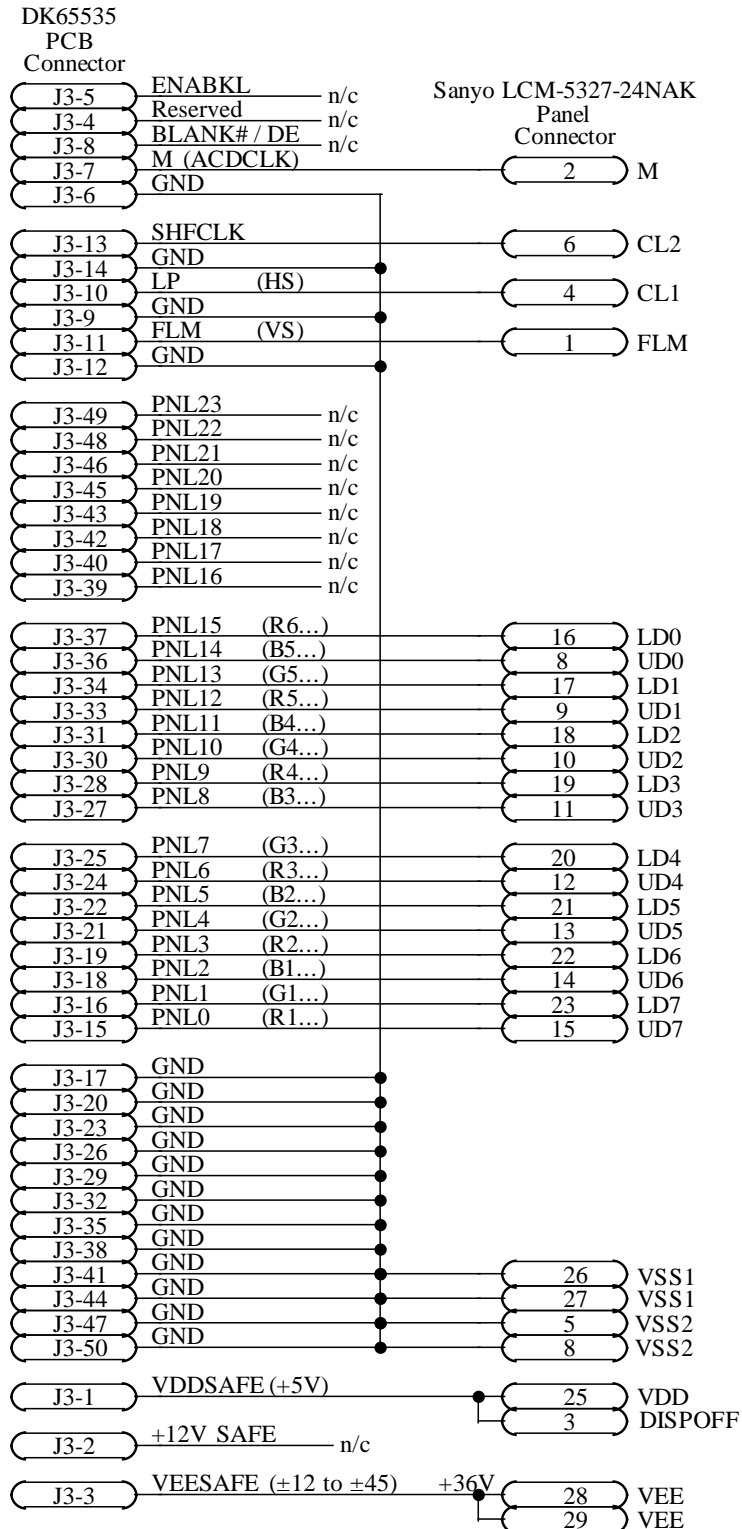 DK65535
PCB
Connector
Sanyo LCM-5327-24NAK
Panel
Connector
J3-5 ENABKL n/c
J3-4 Reserved n/c
J3-8 BLANK# / DE n/c
J3-7 M (ACDCLK) 2 M
J3-6 GND
J3-13 SHFCLK 6 CL2
J3-14 GND
J3-10 LP (HS) 4 CL1
J3-9 GND
J3-11 FLM (VS) 1 FLM
J3-12 GND
J3-49 PNL23 n/c
J3-48 PNL22 n/c
J3-46 PNL21 n/c
J3-45 PNL20 n/c
J3-43 PNL19 n/c
J3-42 PNL18 n/c
J3-40 PNL17 n/c
J3-39 PNL16 n/c
J3-37 PNL15 (R6...) 16 LD0
J3-36 PNL14 (B5...) 8 UD0
J3-34 PNL13 (G5...) 17 LD1
J3-33 PNL12 (R5...) 9 UD1
J3-31 PNL11 (B4...) 18 LD2
J3-30 PNL10 (G4...) 10 UD2
J3-28 PNL9 (R4...) 19 LD3
J3-27 PNL8 (B3...) 11 UD3
J3-25 PNL7 (G3...) 20 LD4
J3-24 PNL6 (R3...) 12 UD4
J3-22 PNL5 (B2...) 21 LD5
J3-21 PNL4 (G2...) 13 UD5
J3-19 PNL3 (R2...) 22 LD6
J3-18 PNL2 (B1...) 14 UD6
J3-16 PNL1 (G1...) 23 LD7
J3-15 PNL0 (R1...) 15 UD7
J3-17 GND
J3-20 GND
J3-23 GND
J3-26 GND
J3-29 GND
J3-32 GND
J3-35 GND
J3-38 GND
J3-41 GND 26 VSS1
J3-44 GND 27 VSS1
J3-47 GND 5 VSS2
J3-50 GND 8 VSS2
J3-1 VDDSAFE (+5V) 25 VDD
3 DISPOFF
J3-2 +12V SAFE n/c
J3-3 VEESAFE (±12 to ±45) +36V 28 VEE
29 VEE